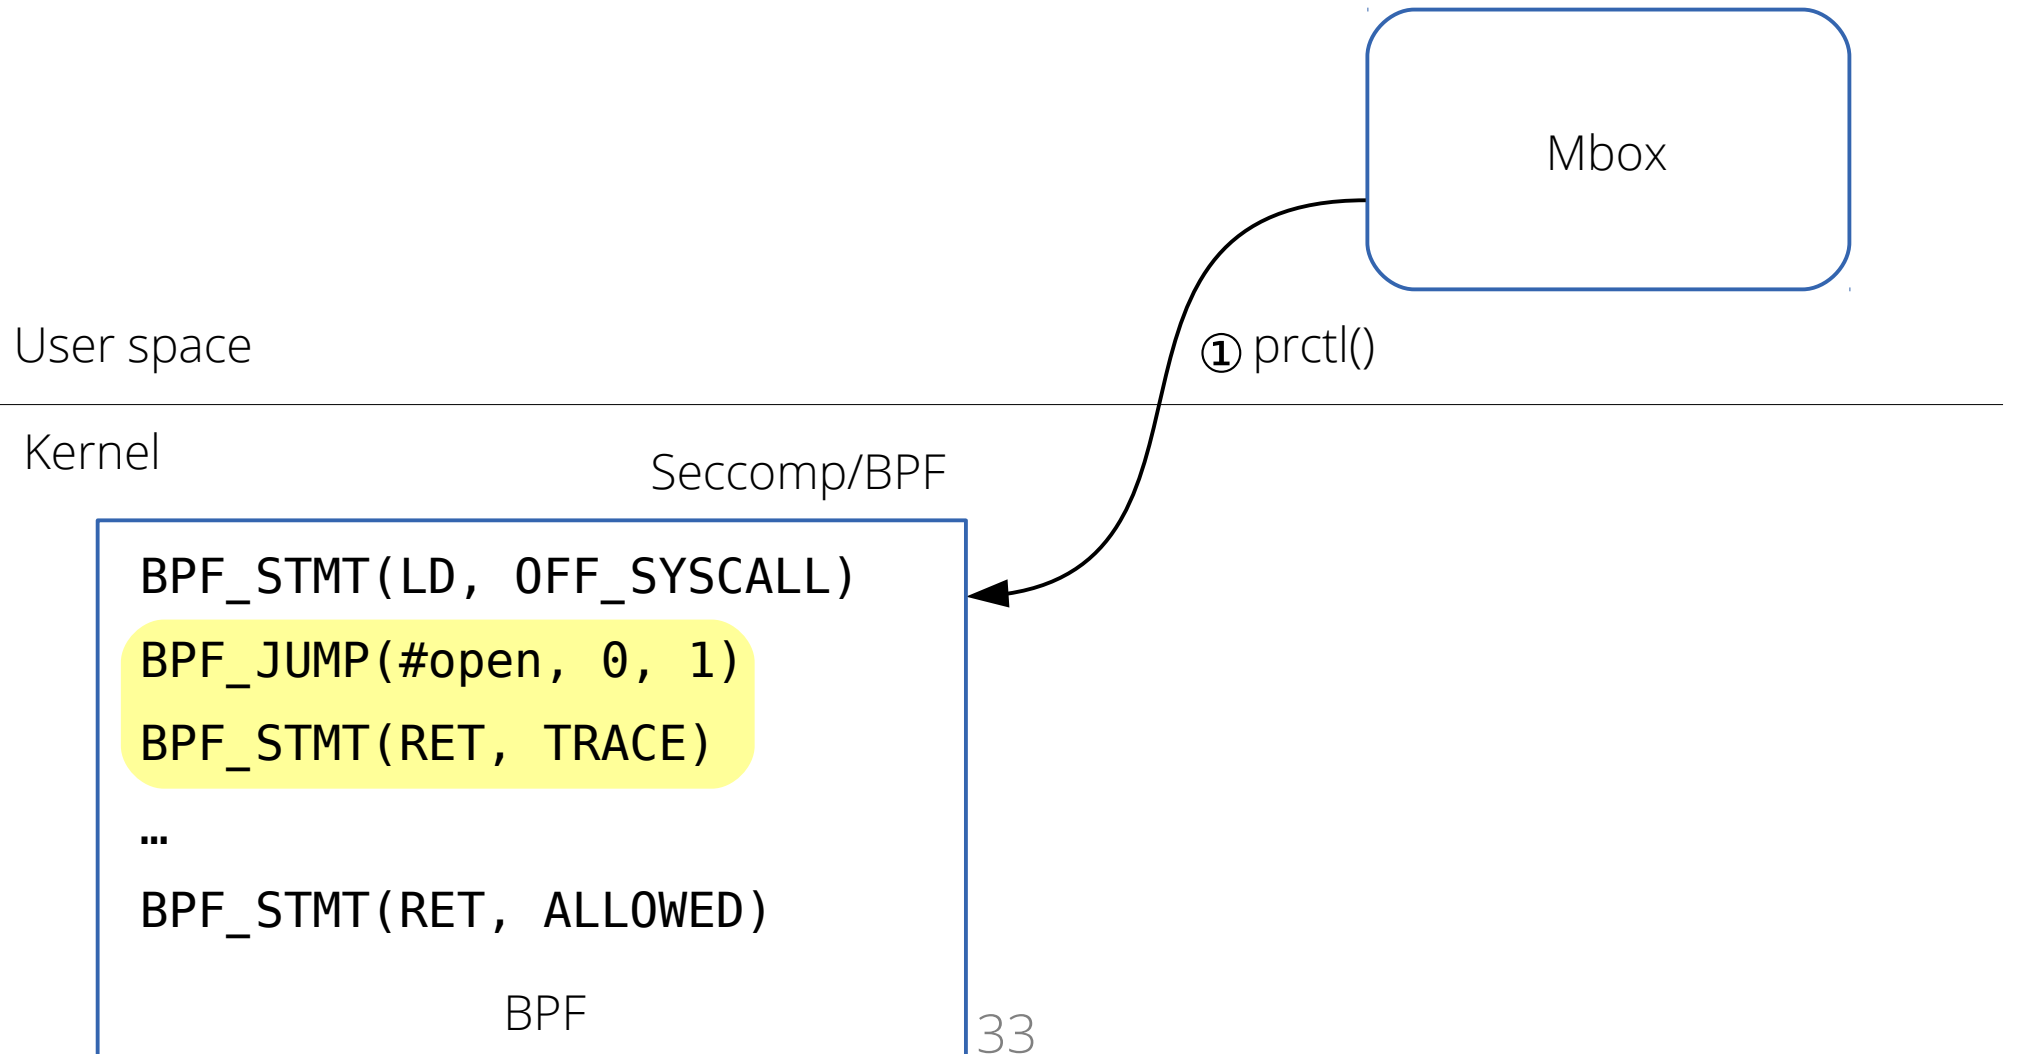 Mbox
User space
① prctl()
Kernel
Seccomp/BPF
BPF_STMT(LD, OFF_SYSCALL)
BPF_JUMP(#open, 0, 1)
BPF_STMT(RET, TRACE)
…
BPF_STMT(RET, ALLOWED)
BPF
33